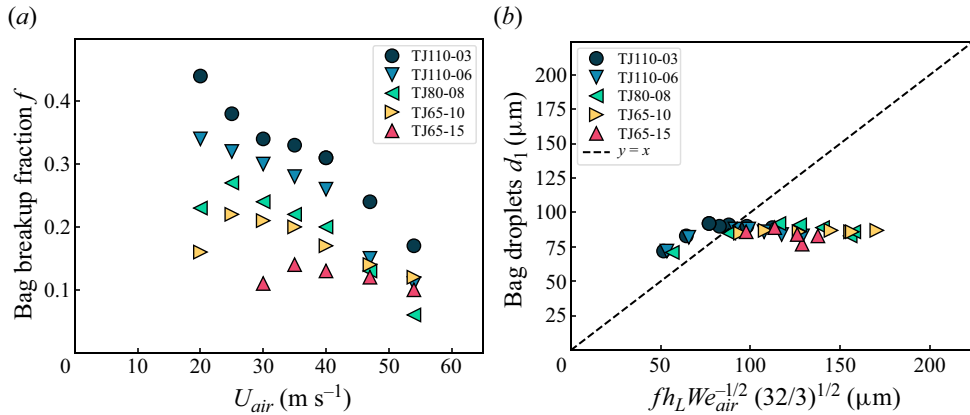 (a)
Bag breakup fraction f
0.4
0.3
0.2
0.1
0
10
20
30
40
50
60
U_air (m s⁻¹)
TJ110-03
TJ110-06
TJ80-08
TJ65-10
TJ65-15
(b)
Bag droplets d₁ (μm)
200
175
150
125
100
75
50
25
0
50
100
150
200
fh_L We_air^(–1/2) (32/3)^(1/2) (μm)
TJ110-03
TJ110-06
TJ80-08
TJ65-10
TJ65-15
y = x